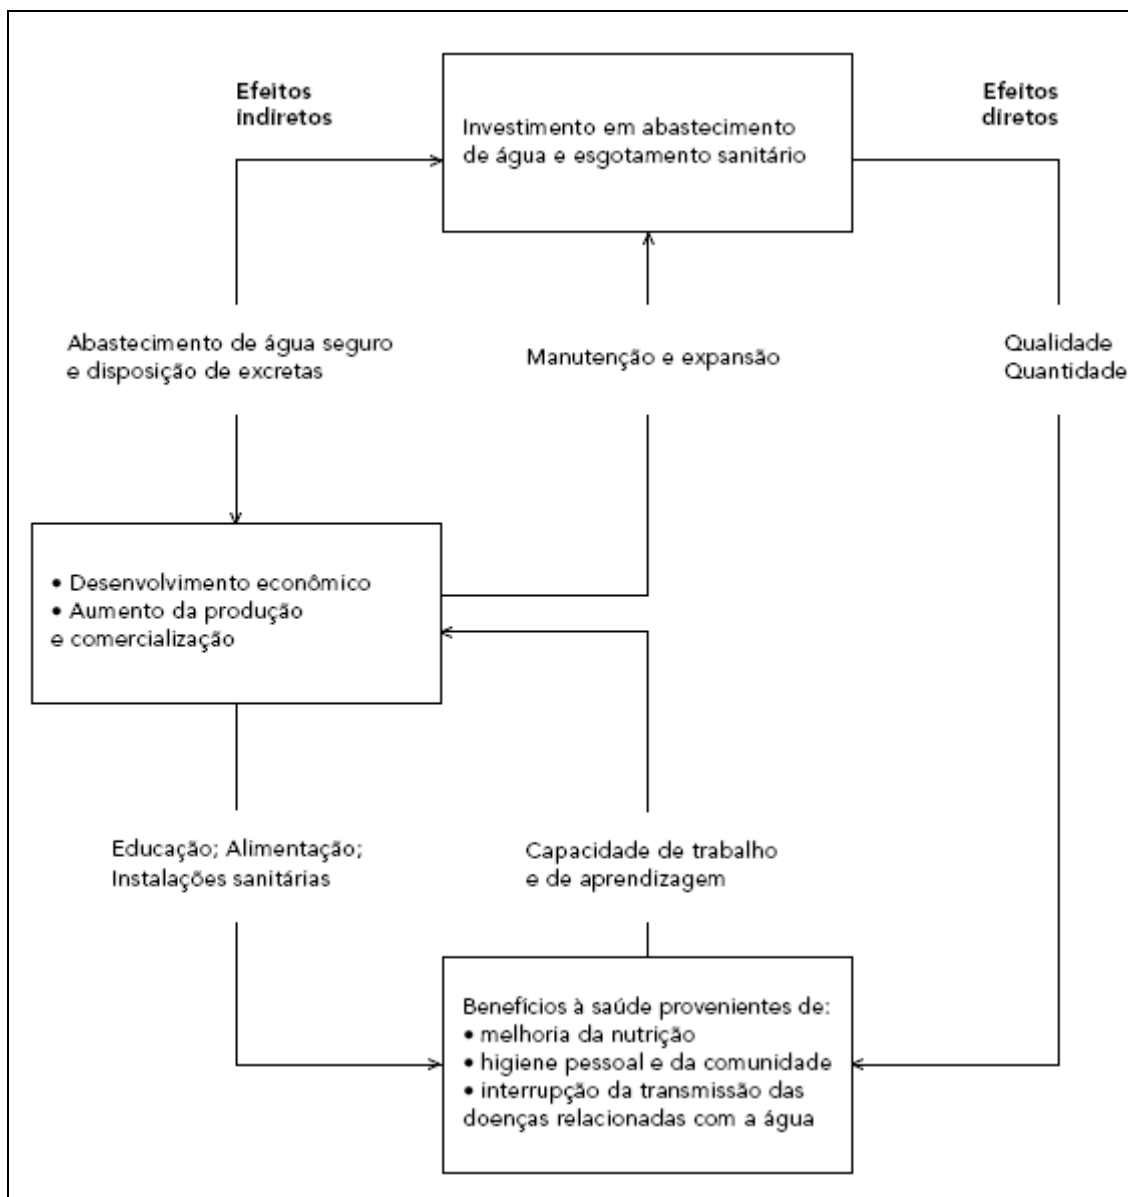 Efeitos
indiretos
Investimento em abastecimento
de água e esgotamento sanitário
Efeitos
diretos
Abastecimento de água seguro
e disposição de excretas
Manutenção e expansão
Qualidade
Quantidade
• Desenvolvimento econômico
• Aumento da produção
e comercialização
Educação; Alimentação;
Instalações sanitárias
Capacidade de trabalho
e de aprendizagem
Benefícios à saúde provenientes de:
• melhoria da nutrição
• higiene pessoal e da comunidade
• interrupção da transmissão das
doenças relacionadas com a água